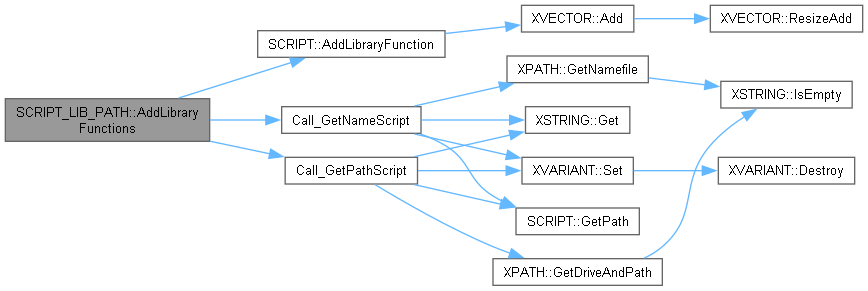 SCRIPT_LIB_PATH::AddLibrary
Functions
SCRIPT::AddLibraryFunction
XVECTOR::Add
XVECTOR::ResizeAdd
Call_GetNameScript
XPATH::GetNamefile
XSTRING::IsEmpty
XSTRING::Get
Call_GetPathScript
XVARIANT::Set
XVARIANT::Destroy
SCRIPT::GetPath
XPATH::GetDriveAndPath